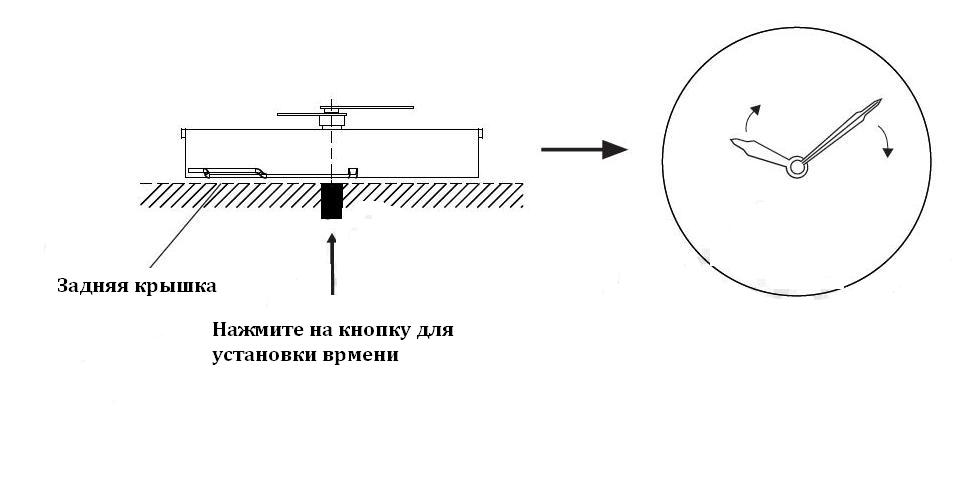 Задняя крышка
Нажмите на кнопку для
установки врмени